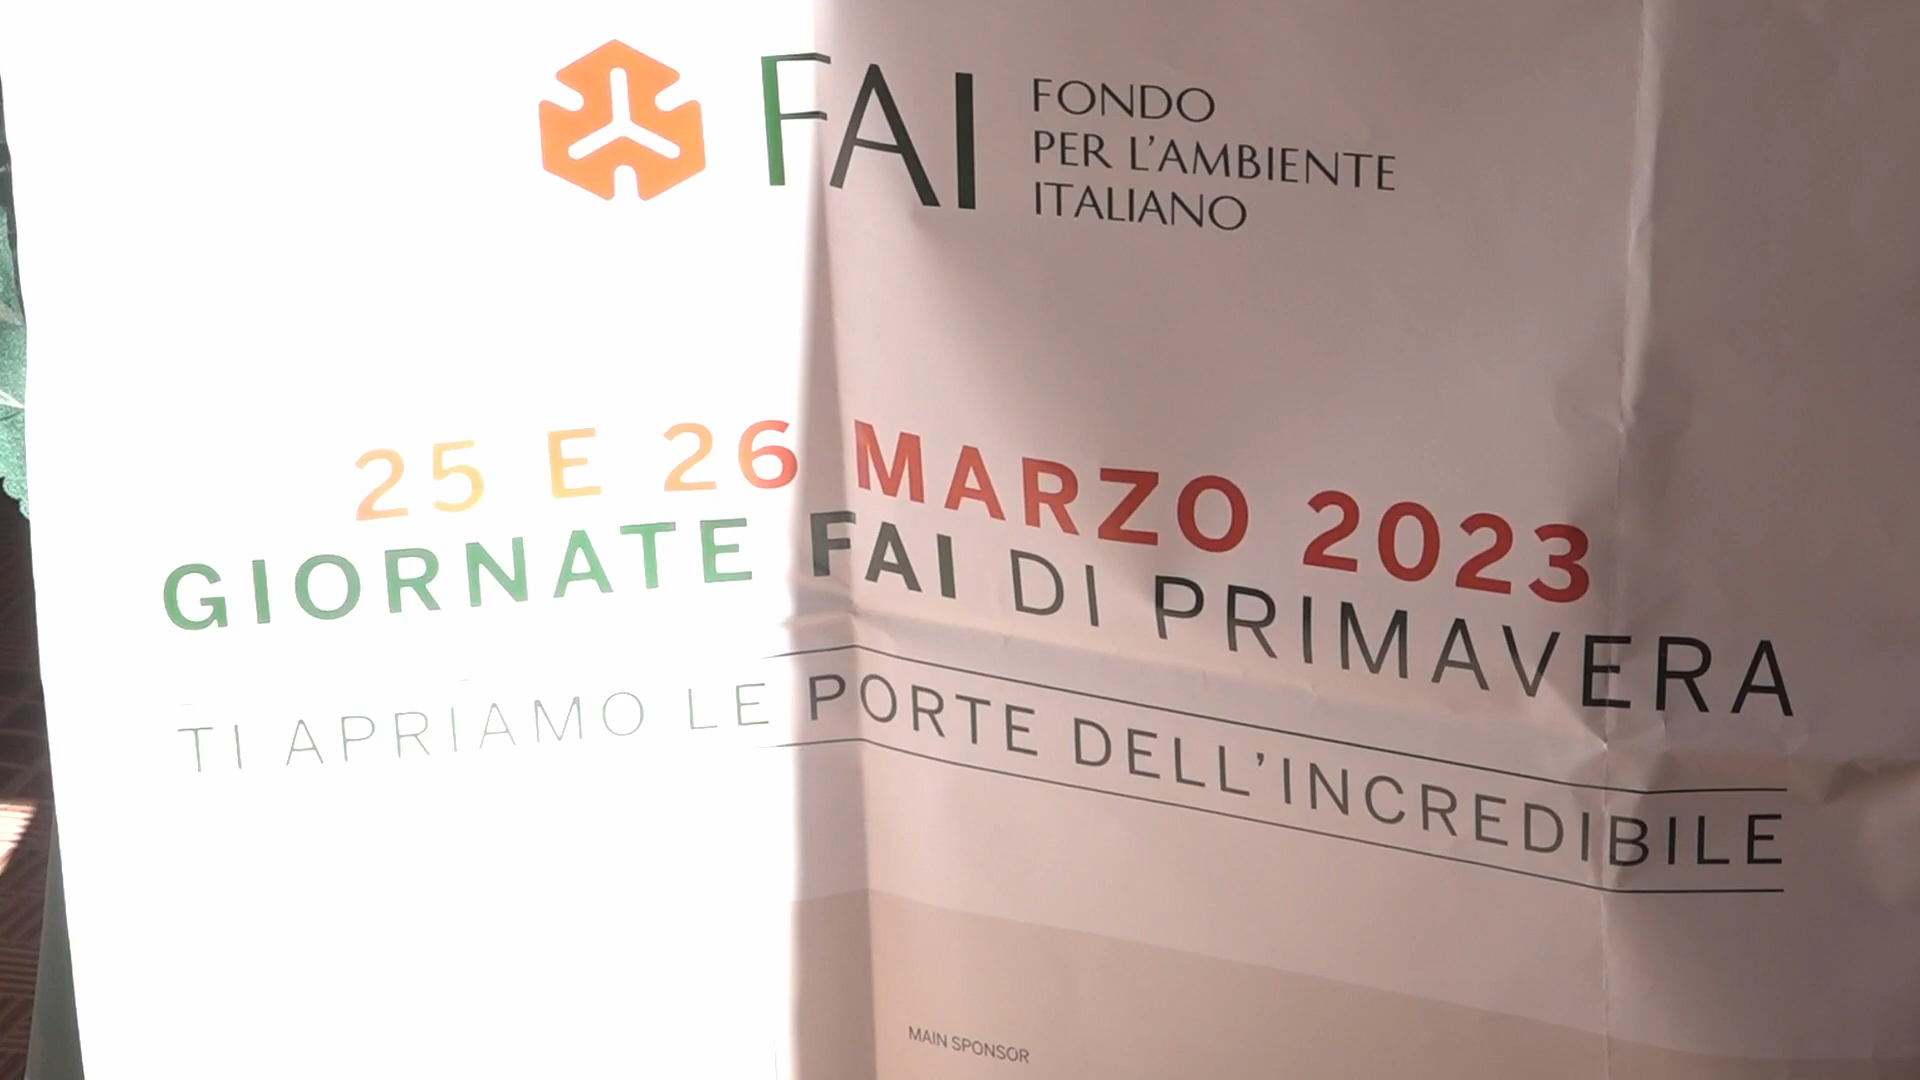 FAI
FONDO
PER L'AMBIENTE
ITALIANO
25 E 26 MARZO 2023
GIORNATE FAI DI PRIMAVERA
TI APRIAMO LE PORTE DELL'INCREDIBILE
MAIN SPONSOR